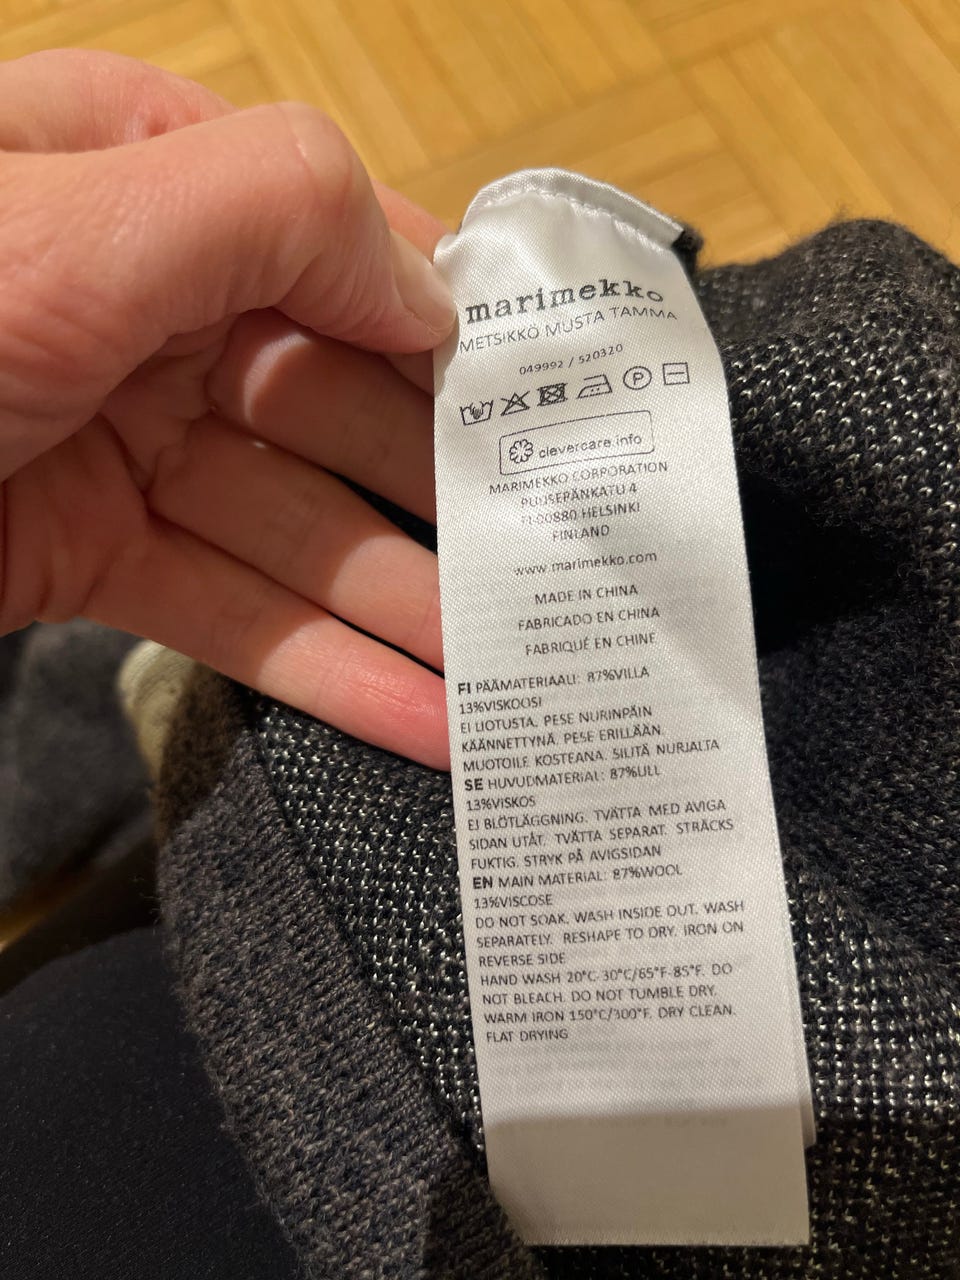 marimekko
METSIKKÖ MUSTA TAMMA
049992 / 520320
P
clevercare.info
MARIMEKKO CORPORATION
PUUSEPÄNKATU 4
FI-00880 HELSINKI
FINLAND
www.marimekko.com
MADE IN CHINA
FABRICADO EN CHINA
FABRIQUÉ EN CHINE
FI PÄÄMATERIAALI: 87%VILLA
13%VISKOOSI
EI LIOTUSTA. PESE NURINPÄIN
KÄÄNNETTYNÄ. PESE ERILLÄÄN.
MUOTOILE KOSTEANA. SILITÄ NURJALTA
SE HUVUDMATERIAL: 87%ULL
13%VISKOS
EJ BLÖTLÄGGNING. TVÄTTA MED AVIGA
SIDAN UTÅT. TVÄTTA SEPARAT. STRÄCKS
FUKTIG. STRYK PÅ AVIGSIDAN
EN MAIN MATERIAL: 87%WOOL
13%VISCOSE
DO NOT SOAK. WASH INSIDE OUT. WASH
SEPARATELY. RESHAPE TO DRY. IRON ON
REVERSE SIDE
HAND WASH 20°C-30°C/65°F-85°F. DO
NOT BLEACH. DO NOT TUMBLE DRY.
WARM IRON 150°C/300°F. DRY CLEAN.
FLAT DRYING